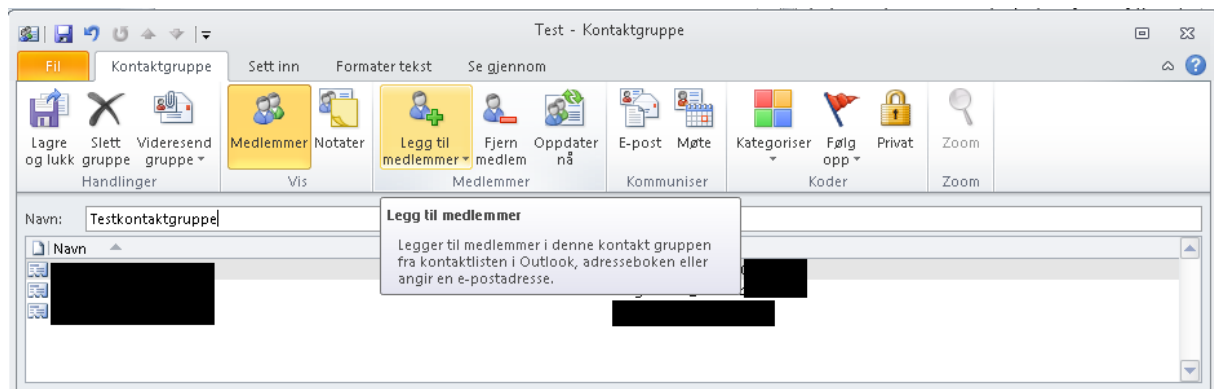 Test - Kontaktgruppe
Fil Kontaktgruppe Sett inn Formater tekst Se gjennom
Lagre og lukk
Slett gruppe
Videresend gruppe
Medlemmer
Notater
Legg til medlemmer
Fjern medlem
Oppdater nå
E-post
Møte
Kategoriser
Følg opp
Privat
Zoom
Handlinger Vis Medlemmer Kommuniser Koder Zoom
Navn: Testkontaktgruppe
Navn
Legg til medlemmer
Legger til medlemmer i denne kontakt gruppen
fra kontaktlisten i Outlook, adresseboken eller
angir en e-postadresse.